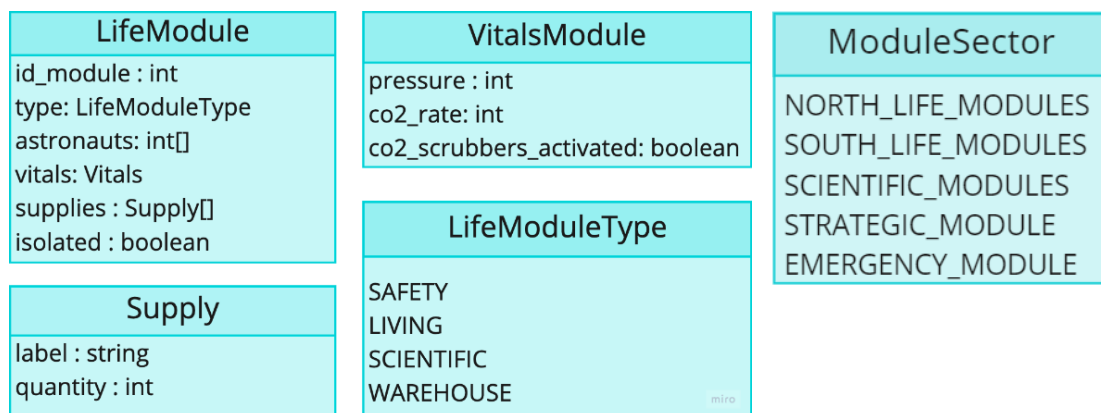 LifeModule
id_module : int
type: LifeModuleType
astronauts: int[]
vitals: Vitals
supplies : Supply[]
isolated : boolean
Supply
label : string
quantity : int
VitalsModule
pressure : int
co2_rate: int
co2_scrubbers_activated: boolean
LifeModuleType
SAFETY
LIVING
SCIENTIFIC
WAREHOUSE
miro
ModuleSector
NORTH_LIFE_MODULES
SOUTH_LIFE_MODULES
SCIENTIFIC_MODULES
STRATEGIC_MODULE
EMERGENCY_MODULE